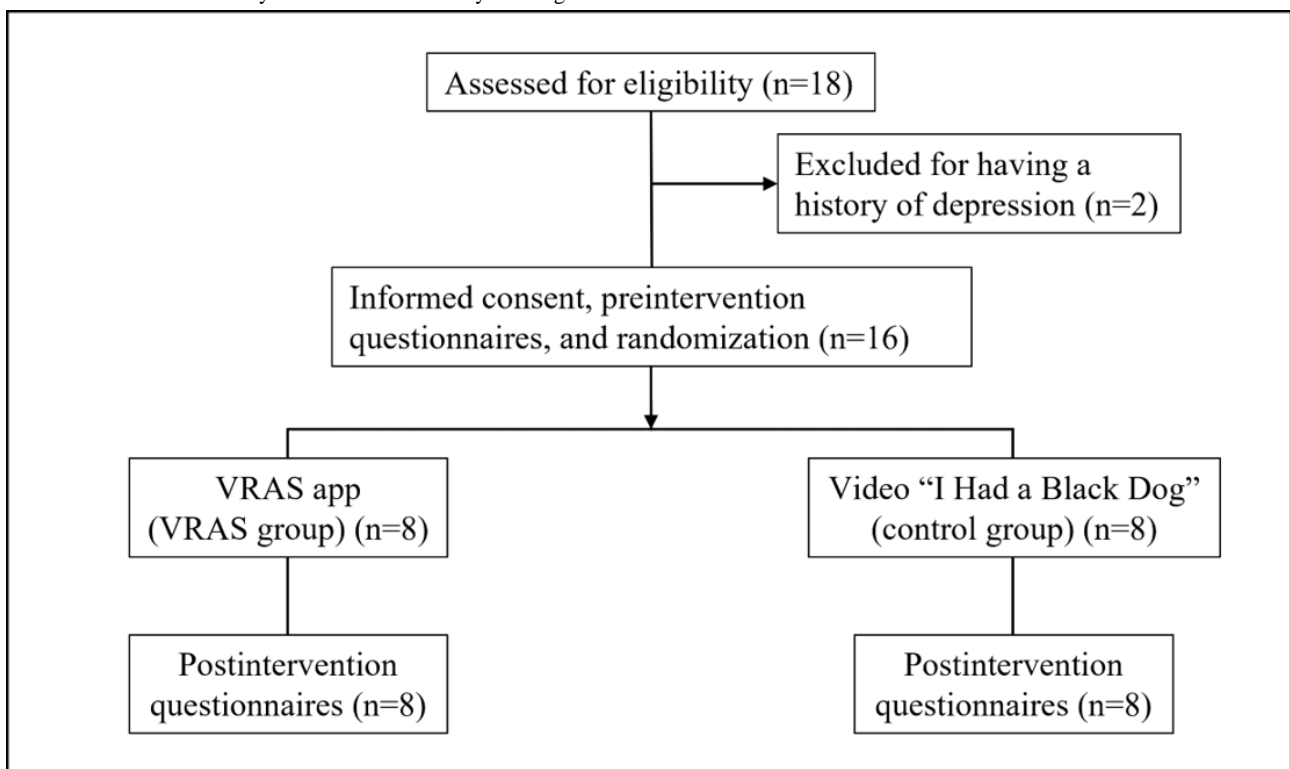 Assessed for eligibility (n=18)
Excluded for having a
history of depression (n=2)
Informed consent, preintervention
questionnaires, and randomization (n=16)
VRAS app
(VRAS group) (n=8)
Video “I Had a Black Dog”
(control group) (n=8)
Postintervention
questionnaires (n=8)
Postintervention
questionnaires (n=8)